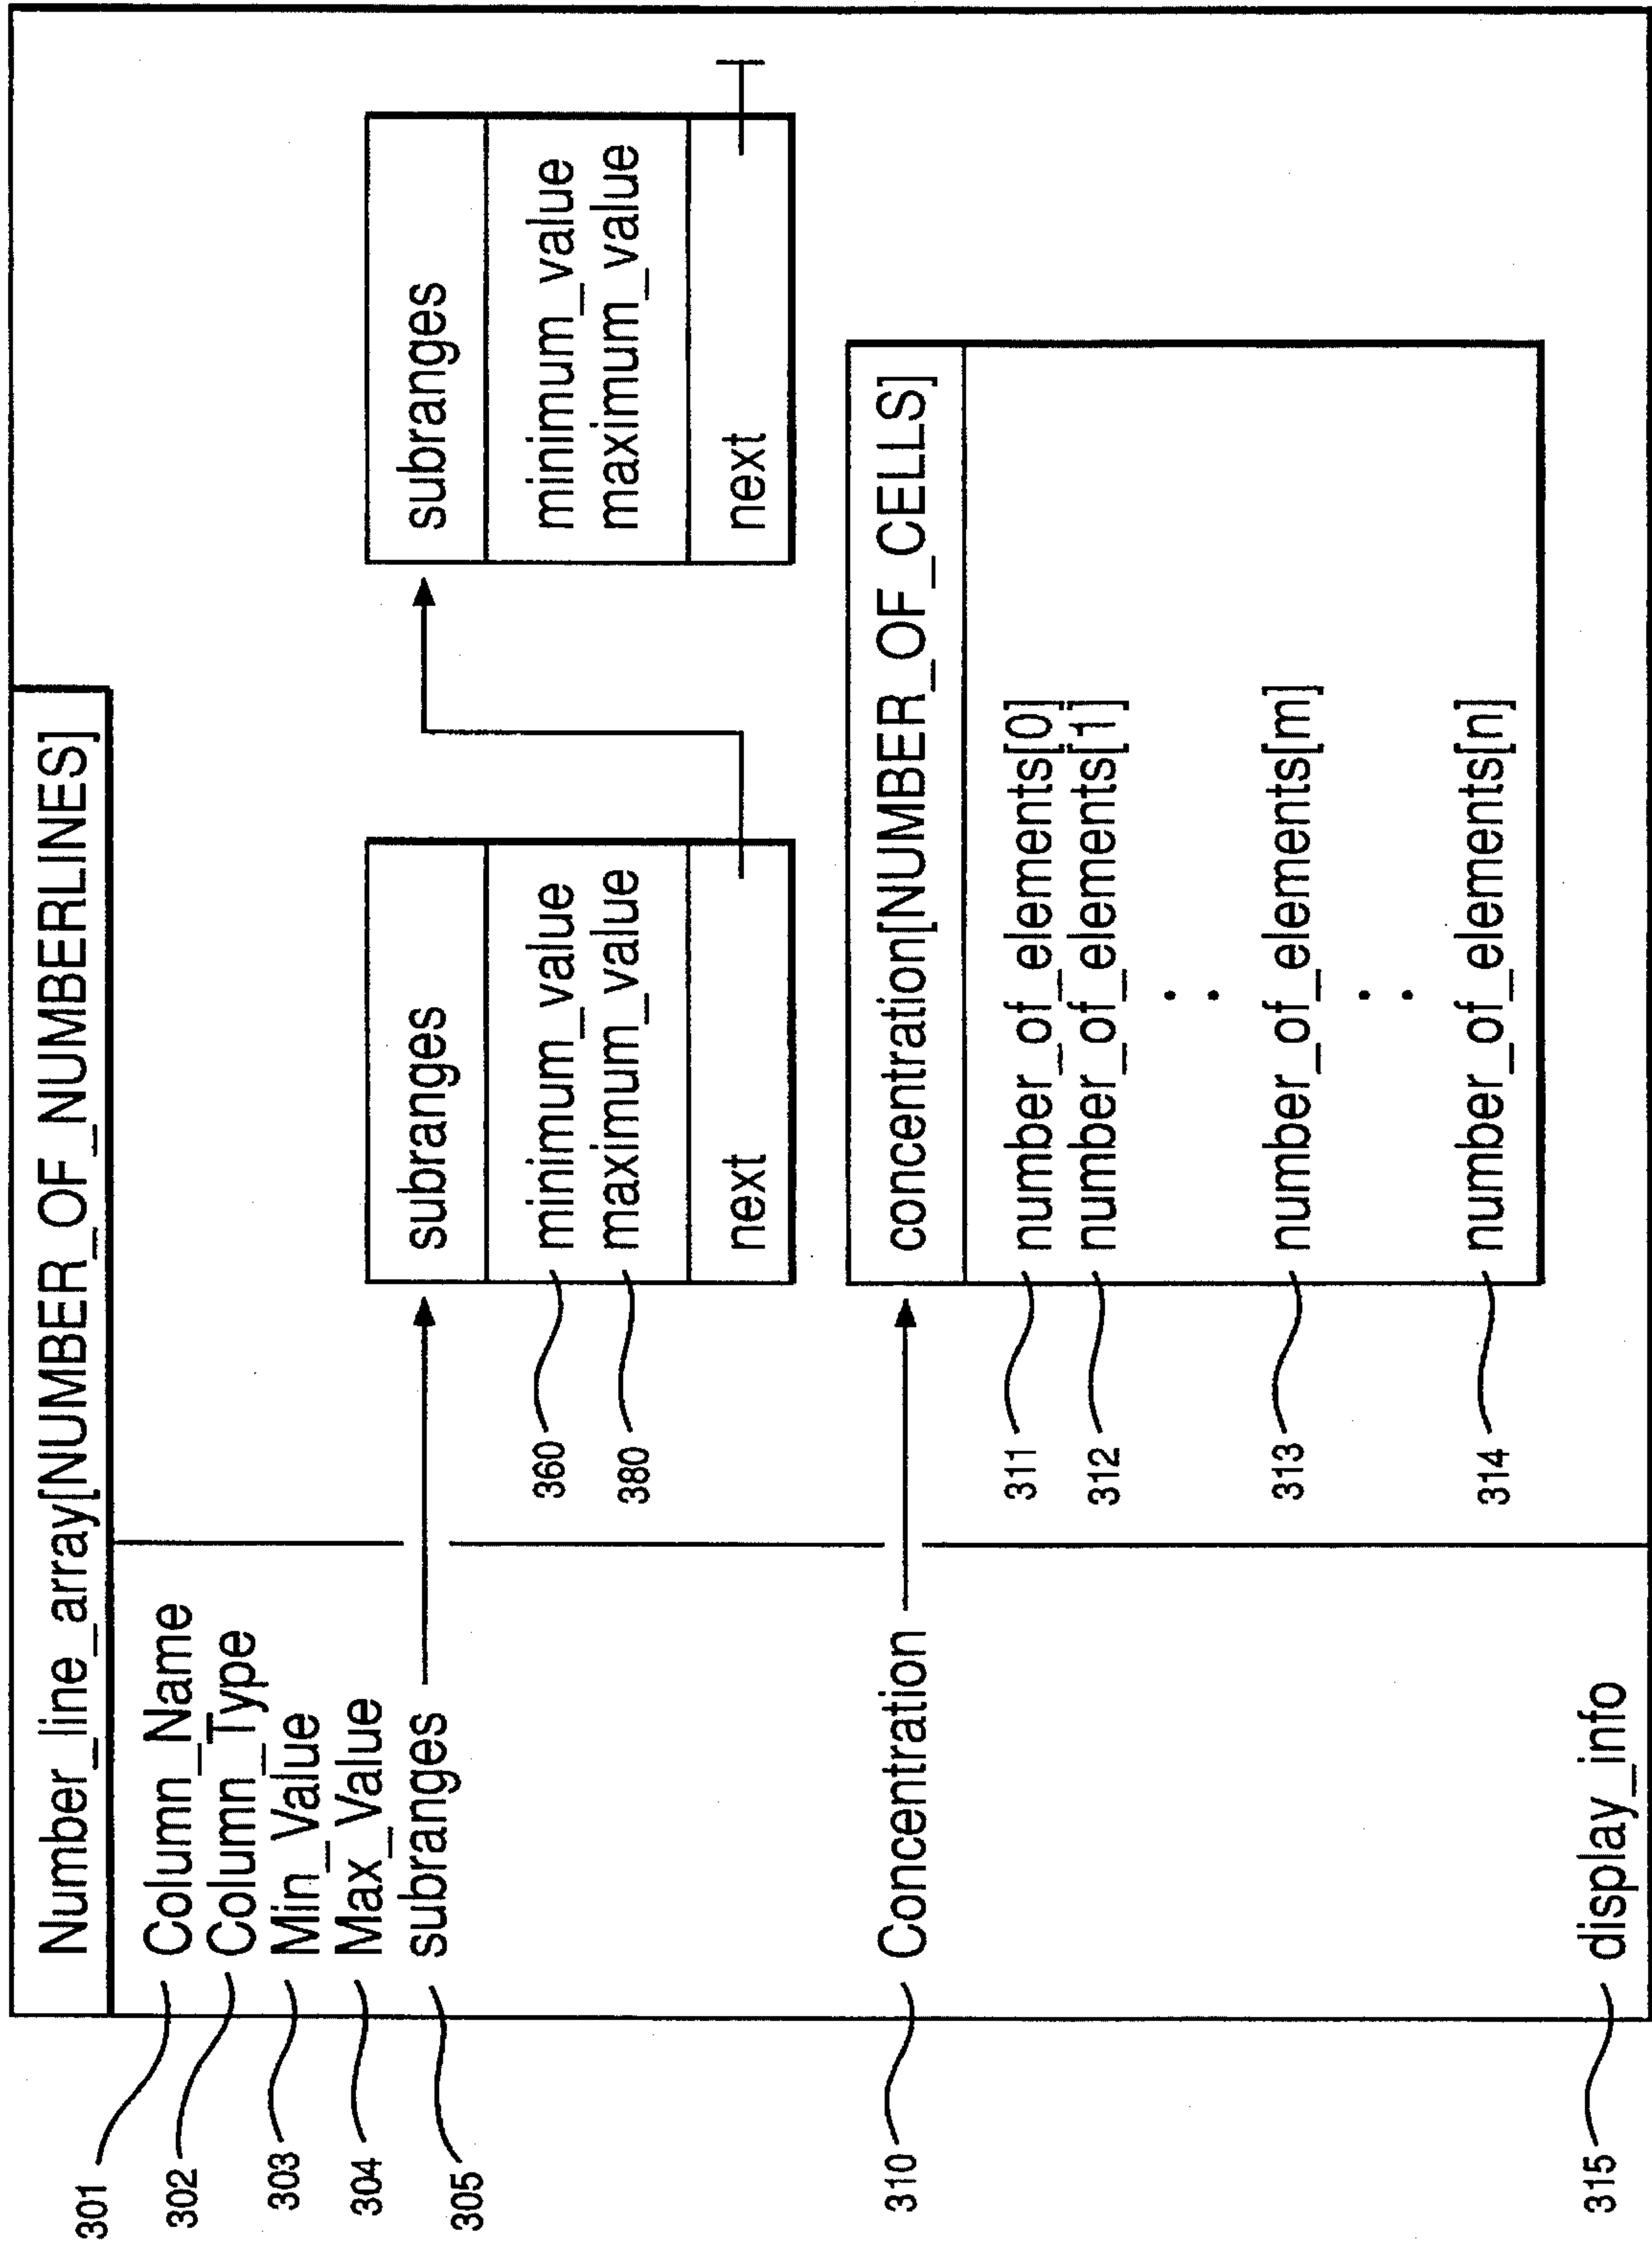 Number_line_array[NUMBER_OF_NUMBERLINES]
301 Column_Name
302 Column_Type
303 Min_Value
304 Max_Value
305 subranges
subranges
360 minimum_value
380 maximum_value
next
subranges
minimum_value
maximum_value
next
310 Concentration
concentration[NUMBER_OF_CELLS]
311 number_of_elements[0]
312 number_of_elements[1]
313 number_of_elements[m]
314 number_of_elements[n]
315 display_info